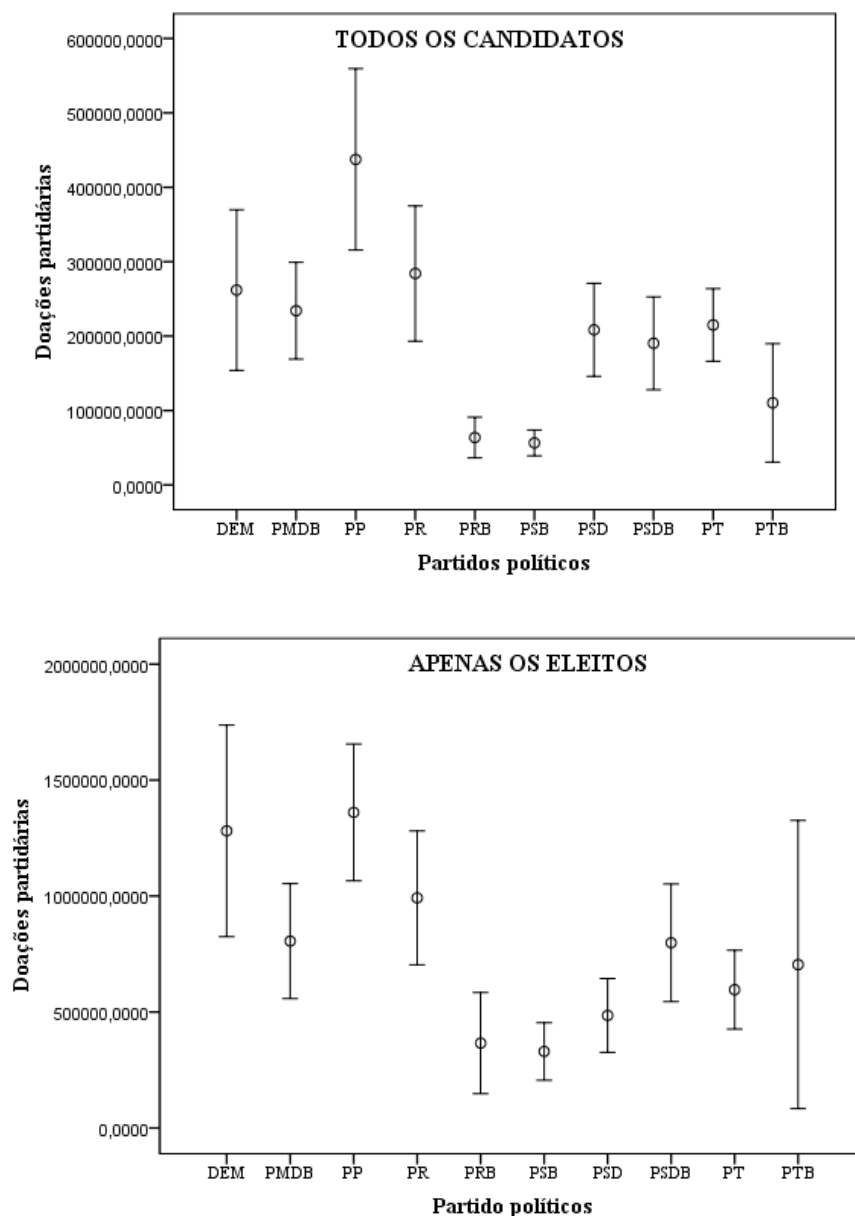 TODOS OS CANDIDATOS
Doações partidárias
600000,0000
500000,0000
400000,0000
300000,0000
200000,0000
100000,0000
0,0000
DEM PMDB PP PR PRB PSB PSD PSDB PT PTB
Partidos políticos
APENAS OS ELEITOS
Doações partidárias
2000000,0000
1500000,0000
1000000,0000
500000,0000
0,0000
DEM PMDB PP PR PRB PSB PSD PSDB PT PTB
Partido políticos